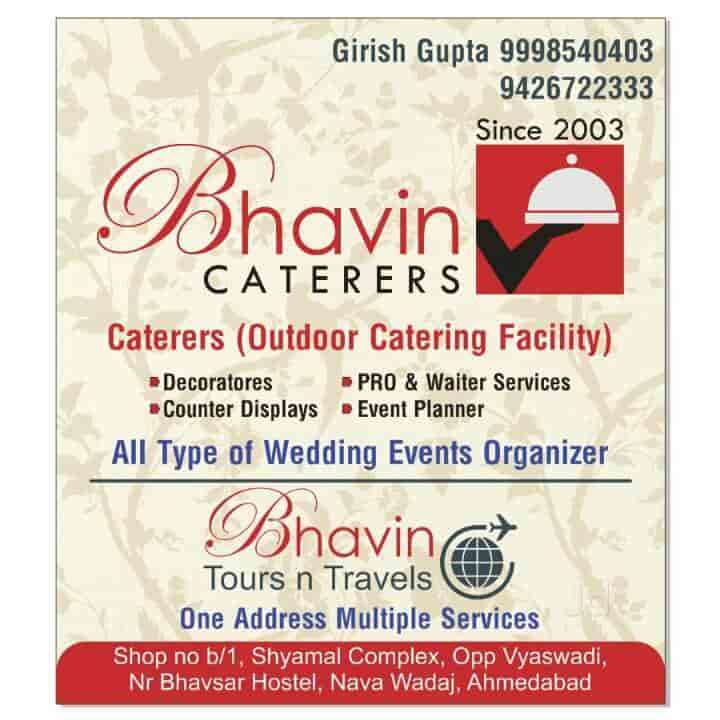 Girish Gupta 9998540403
9426722333
Since 2003
Bhavin
CATERERS
Caterers (Outdoor Catering Facility)
Decoratores
PRO & Waiter Services
Counter Displays
Event Planner
All Type of Wedding Events Organizer
Bhavin
Tours n Travels
One Address Multiple Services
Shop no b/1, Shyamal Complex, Opp Vyaswadi,
Nr Bhavsar Hostel, Nava Wadaj, Ahmedabad